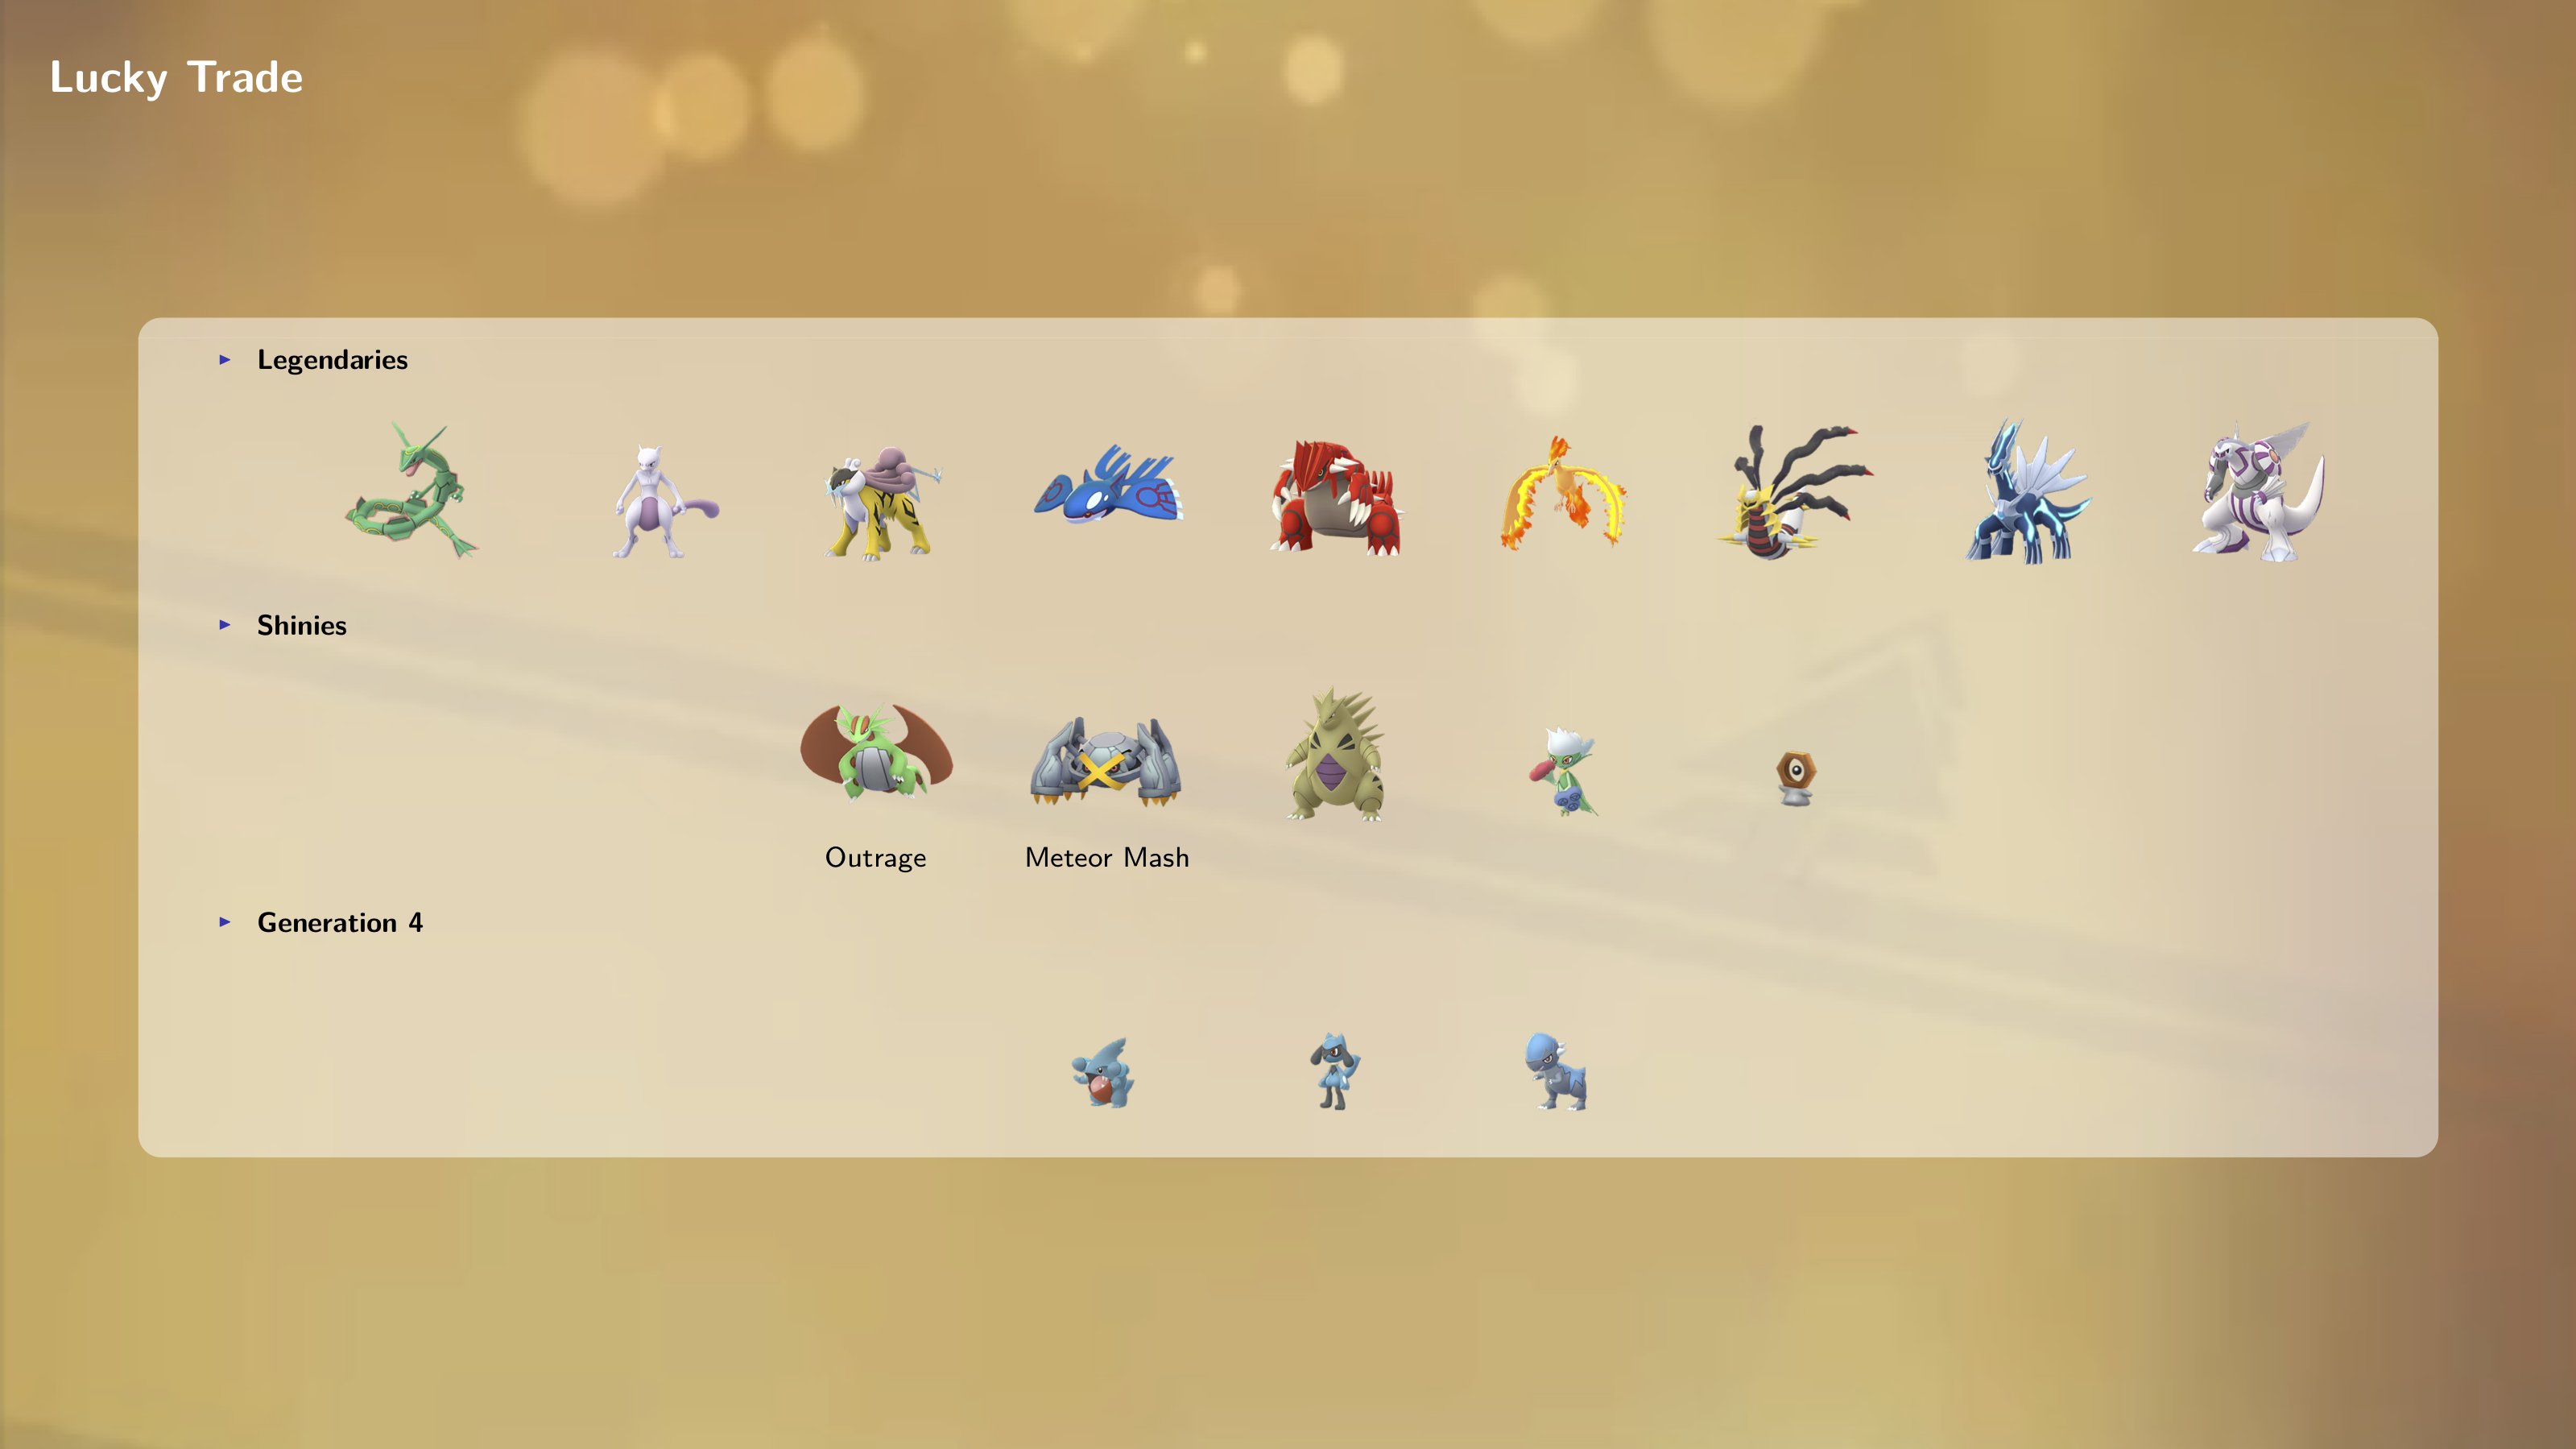 Lucky Trade
Legendaries
Shinies
Outrage
Meteor Mash
Generation 4